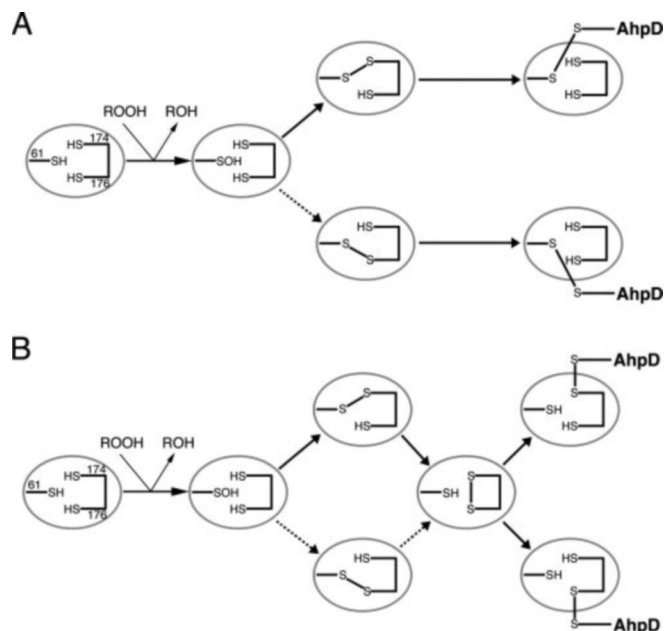 A
S AhpD
S S HS
HS S HS
ROOH ROH
HS 174 HS
61 SH SOH
HS 176 HS
HS HS
S S S HS
S AhpD
B
S AhpD
S S S
HS SH HS
ROOH ROH
HS 174 HS S
61 SH SOH SH
HS 176 HS S
HS HS
S S SH S
S AhpD